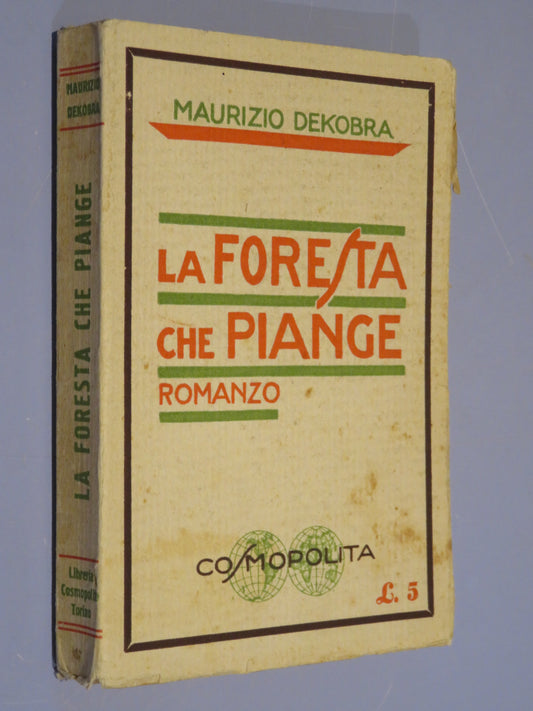 MAURIZIO DEKOBRA
LA FORESTA
CHE PIANGE
ROMANZO
COSMOPOLITA
L. 5
MAURIZIO
DEKOBRA
LA FORESTA CHE PIANGE
Libreria
Cosmopolita
Torino